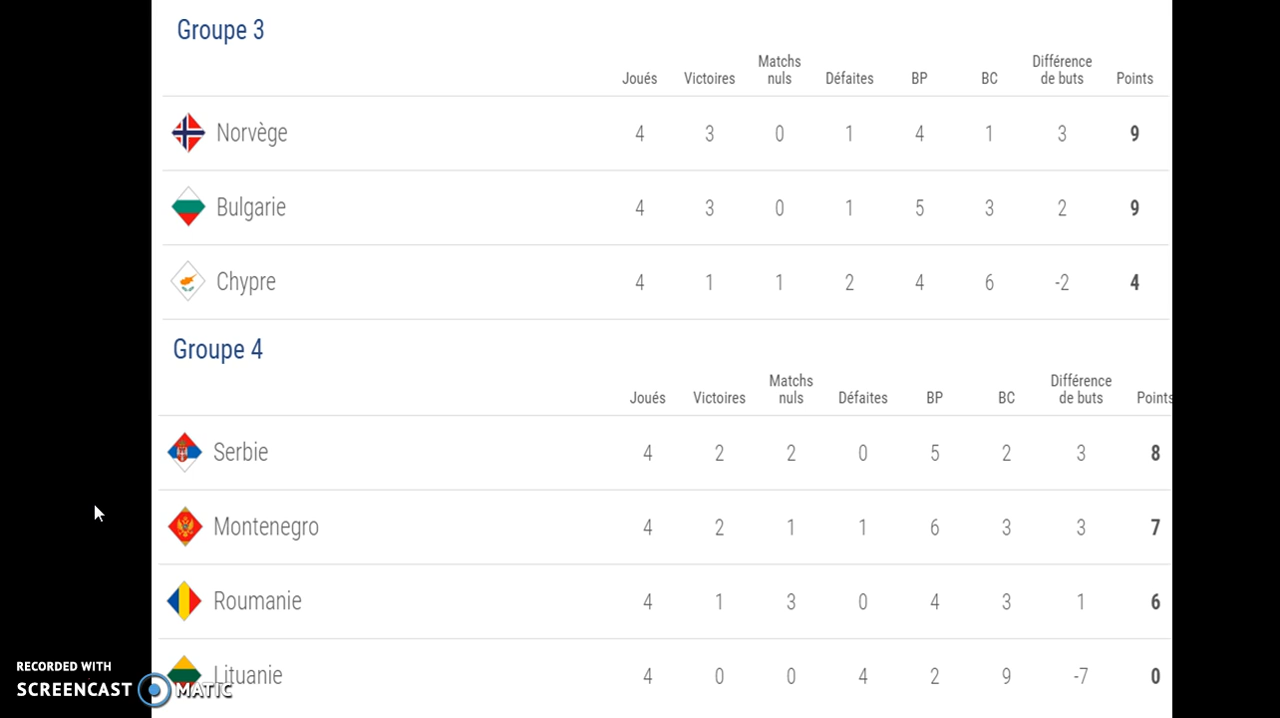 Groupe 3
Joués Victoires Matchs nuls Défaites BP BC Différence de buts Points
Norvège 4 3 0 1 4 1 3 9
Bulgarie 4 3 0 1 5 3 2 9
Chypre 4 1 1 2 4 6 -2 4
Groupe 4
Joués Victoires Matchs nuls Défaites BP BC Différence de buts Points
Serbie 4 2 2 0 5 2 3 8
Montenegro 4 2 1 1 6 3 3 7
Roumanie 4 1 3 0 4 3 1 6
Lituanie 4 0 0 4 2 9 -7 0
RECORDED WITH
SCREENCAST MATIC